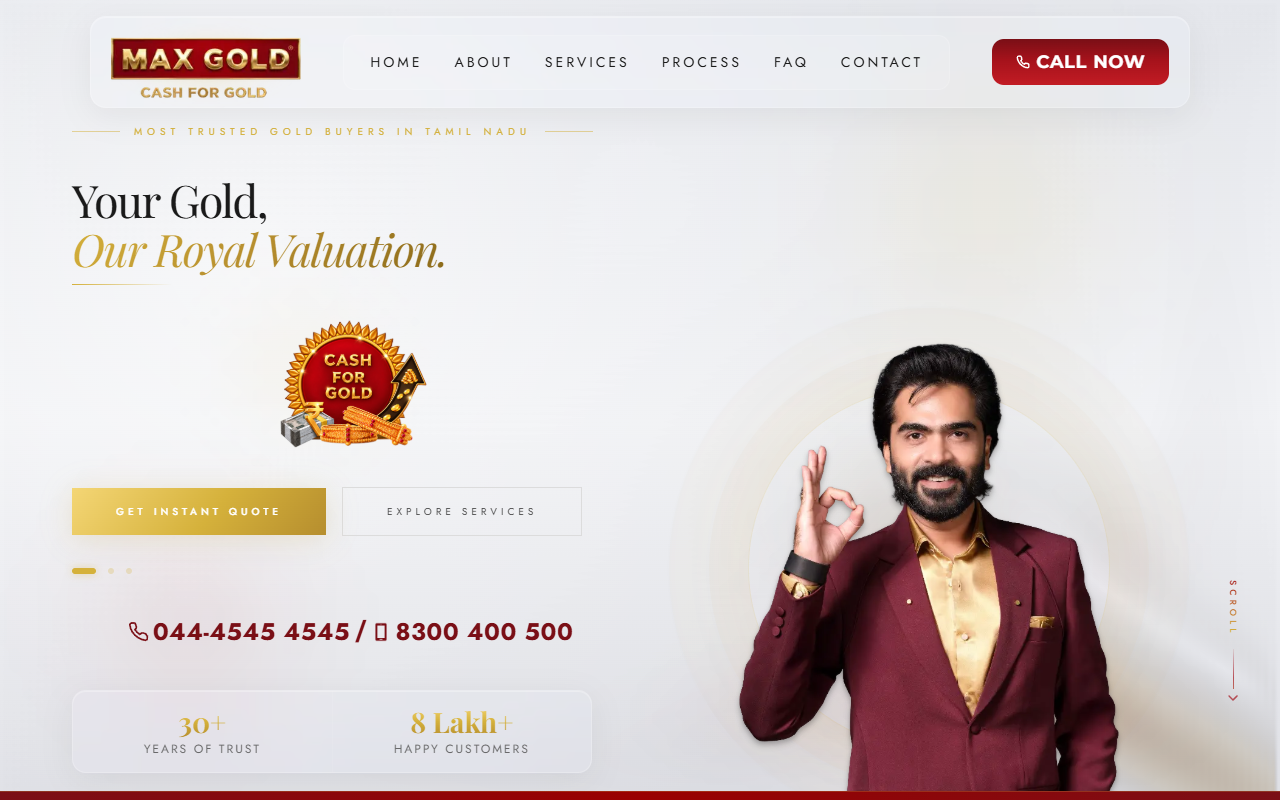 MAX GOLD®
CASH FOR GOLD
HOME ABOUT SERVICES PROCESS FAQ CONTACT
CALL NOW
MOST TRUSTED GOLD BUYERS IN TAMIL NADU
Your Gold,
Our Royal Valuation.
CASH
FOR
GOLD
₹
GET INSTANT QUOTE EXPLORE SERVICES
044-4545 4545 / 8300 400 500
30+ 8 Lakh+
YEARS OF TRUST HAPPY CUSTOMERS
SCROLL